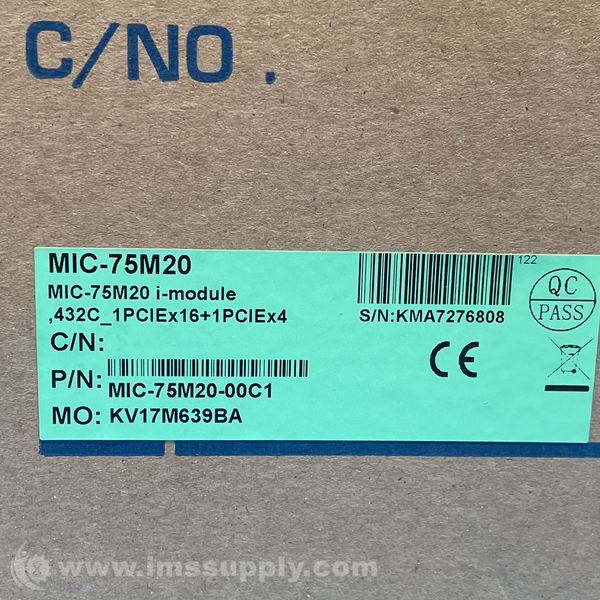 C/NO.
MIC-75M20
MIC-75M20 i-module
,432C_1PCIEx16+1PCIEx4
C/N:
P/N:
MIC-75M20-00C1
MO: KV17M639BA
122
S/N:KMA7276808
QC
PASS
CE
www.imssupply.com